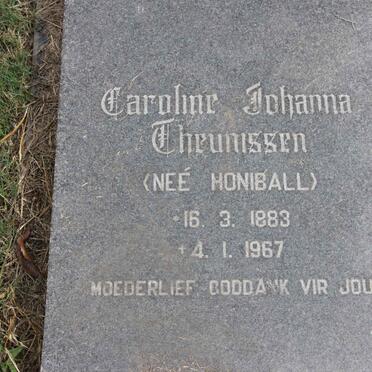 Caroline Johanna
Theunissen
(NEÉ HONIBALL)
*16. 3. 1883
+4. 1. 1967
MOEDERLIEF GODDANK VIR JOU